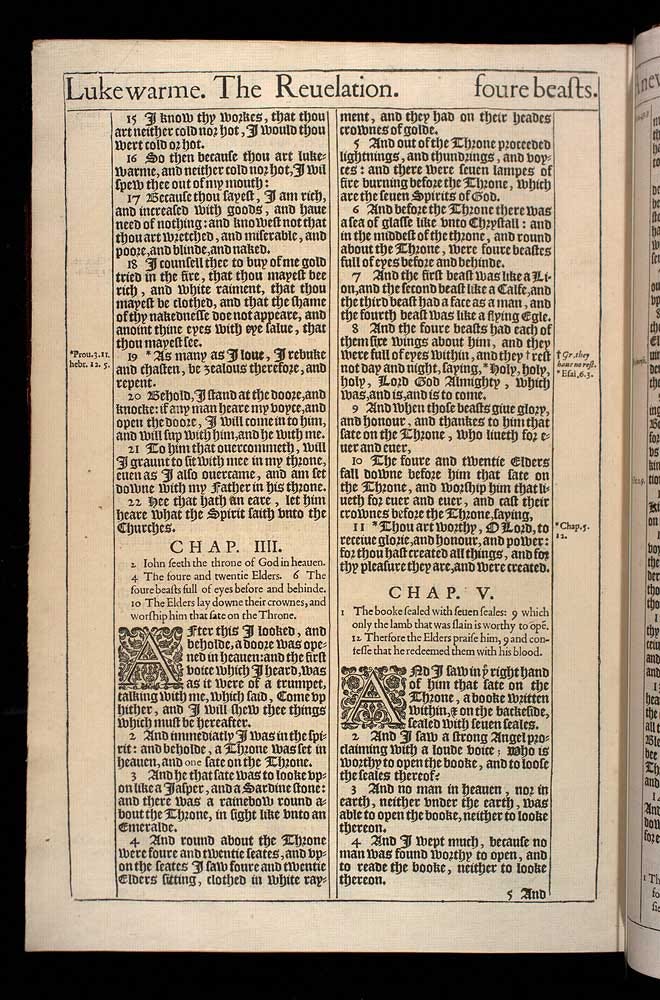 Lukewarme. The Reuelation. foure beasts.
15 I know thy workes, that thou
art neither cold nor hot, I would thou
wert cold or hot.
16 So then because thou art luke-
warme, and neither cold nor hot, I wil
spew thee out of my mouth:
17 Because thou sayest, I am rich,
and increased with goods, and haue
need of nothing: and knowest not that
thou art wretched, and miserable, and
poore, and blinde, and naked.
18 I counsell thee to buy of me gold
tried in the fire, that thou mayest bee
rich, and white raiment, that thou
mayest be clothed, and that the shame
of thy nakednesse doe not appeare, and
anoint thine eyes with eye salue, that
thou mayest see.
*Prou.3.11.
hebr. 12. 5.
19 * As many as I loue, I rebuke
and chasten, be zealous therefore, and
repent.
20 Behold, I stand at the doore, and
knocke: if any man heare my voyce, and
open the doore, I will come in to him,
and will sup with him, and he with me.
21 To him that ouercommeth, will
I graunt to sit with mee in my throne,
euen as I also ouercame, and am set
downe with my Father in his throne.
22 Hee that hath an eare, let him
heare what the Spirit saith vnto the
Churches.
CHAP. IIII.
2 Iohn seeth the throne of God in heauen.
4 The foure and twentie Elders. 6 The
foure beasts full of eyes before and behinde.
10 The Elders lay downe their crownes, and
worship him that sate on the Throne.
After this I looked, and
beholde, a doore was ope-
ned in heauen: and the first
voice which I heard, was
as it were of a trumpet,
talking with me, which said, Come vp
hither, and I will shew thee things
which must be hereafter.
2 And immediatly I was in the spi-
rit: and beholde, a Throne was set in
heauen, and one sate on the Throne.
3 And he that sate was to looke vp-
on like a Jasper, and a Sardine stone:
and there was a rainebow round a-
bout the Throne, in sight like vnto an
Emeralde.
4 And round about the Throne
were foure and twentie seates, and vp-
on the seates I saw foure and twentie
Elders sitting, clothed in white ray-
ment, and they had on their heades
crownes of golde.
5 And out of the Throne proceeded
lightnings, and thundrings, and voy-
ces: and there were seuen lampes of
fire burning before the Throne, which
are the seuen Spirits of God.
6 And before the Throne there was
a sea of glasse like vnto Chrystall: and
in the middest of the throne, and round
about the Throne, were foure beastes
full of eyes before and behinde.
7 And the first beast was like a Li-
on, and the second beast like a Calfe, and
the third beast had a face as a man, and
the fourth beast was like a flying Egle.
8 And the foure beasts had each of
them sixe wings about him, and they
were full of eyes within, and they † rest
not day and night, saying, * Holy, holy,
holy, Lord God Almighty, which
was, and is, and is to come.
† Gr. they
haue no rest.
* Esai, 6.3.
9 And when those beasts giue glory,
and honour, and thankes to him that
sate on the Throne, who liueth for e-
uer and euer,
10 The foure and twentie Elders
fall downe before him that sate on
the Throne, and worship him that li-
ueth for euer and euer, and cast their
crownes before the Throne, saying,
11 * Thou art worthy, O Lord, to
receiue glorie, and honour, and power:
for thou hast created all things, and for
thy pleasure they are, and were created.
* Chap. 5.
12.
CHAP. V.
1 The booke sealed with seuen seales: 9 which
only the lamb that was slain is worthy to opē.
12 Therfore the Elders praise him, 9 and con-
fesse that he redeemed them with his blood.
And I saw in yͤ right hand
of him that sate on the
Throne, a booke written
within, & on the backeside,
sealed with seuen seales.
2 And I saw a strong Angel pro-
claiming with a loude voice; Who is
worthy to open the booke, and to loose
the seales thereof?
3 And no man in heauen, nor in
earth, neither vnder the earth, was
able to open the booke, neither to looke
thereon.
4 And I wept much, because no
man was found worthy to open, and
to reade the booke, neither to looke
thereon.
5 And